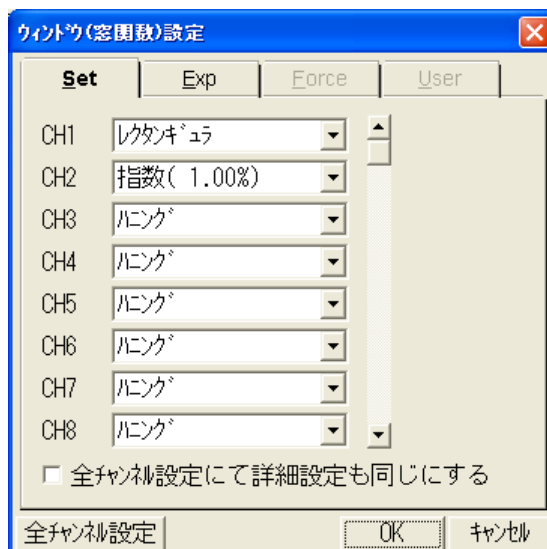 ｳｨﾝﾄﾞｳ(窓関数)設定
Set Exp Force User
CH1 ﾚｸﾀﾝｷﾞｭﾗ
CH2 指数( 1.00%)
CH3 ﾊﾆﾝｸﾞ
CH4 ﾊﾆﾝｸﾞ
CH5 ﾊﾆﾝｸﾞ
CH6 ﾊﾆﾝｸﾞ
CH7 ﾊﾆﾝｸﾞ
CH8 ﾊﾆﾝｸﾞ
全ﾁｬﾝﾈﾙ設定にて詳細設定も同じにする
全ﾁｬﾝﾈﾙ設定 OK ｷｬﾝｾﾙ